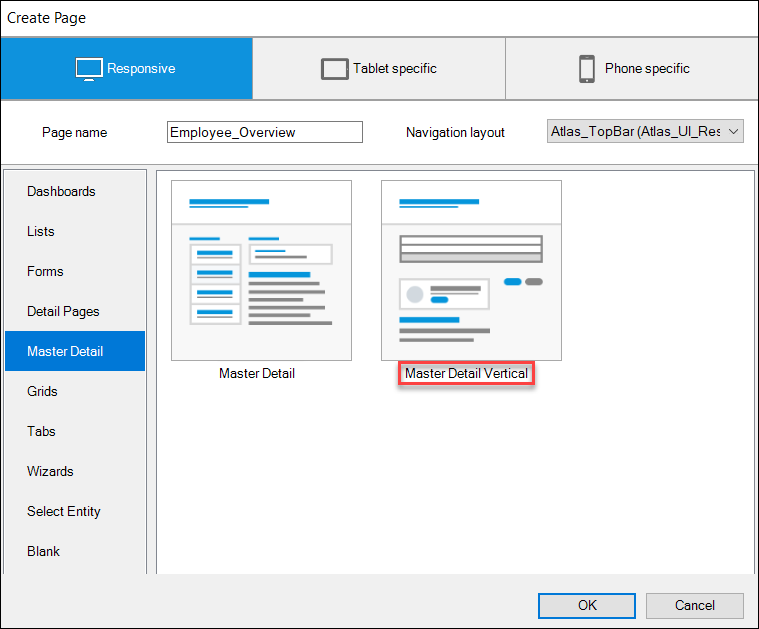 Create Page
Responsive
Tablet specific
Phone specific
Page name
Employee_Overview
Navigation layout
Atlas_TopBar (Atlas_UI_Res
Dashboards
Lists
Forms
Detail Pages
Master Detail
Grids
Tabs
Wizards
Select Entity
Blank
Master Detail
Master Detail Vertical
OK
Cancel